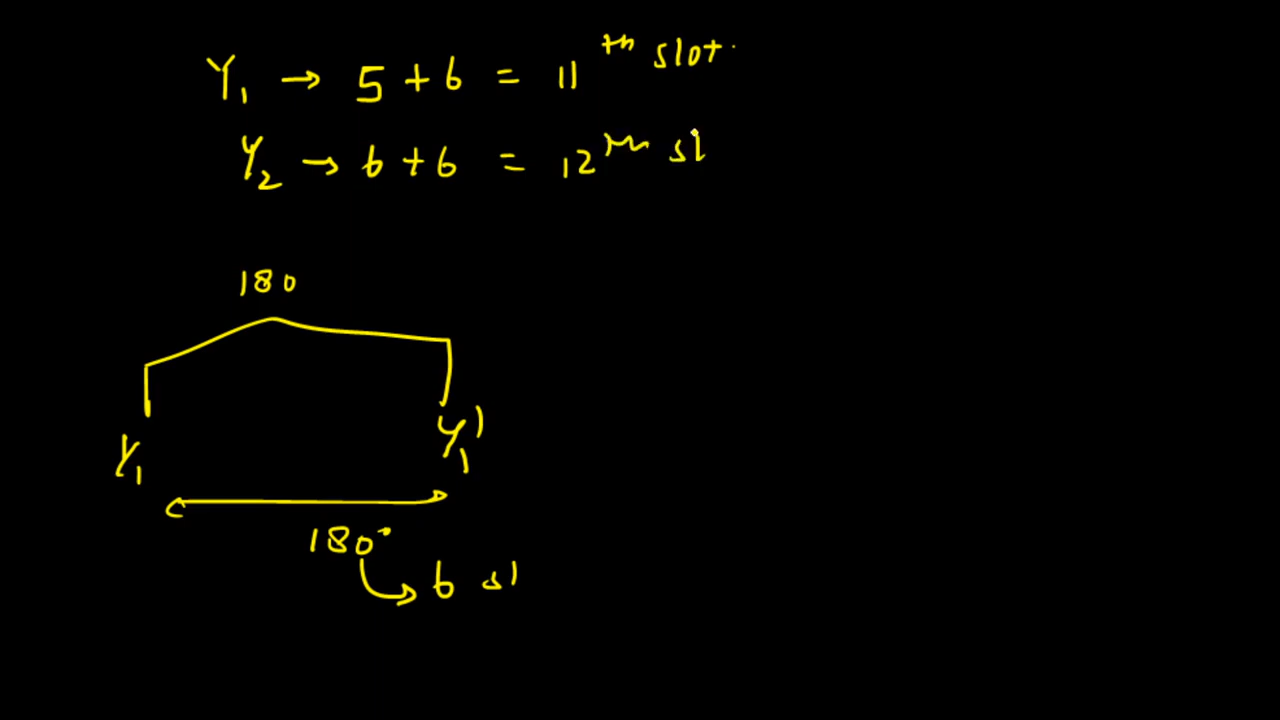 Y₁ → 5 + 6 = 11ᵗʰ slot.
Y₂ → 6 + 6 = 12ᵗʰ sl
180
Y₁ Y₁'
180°
6 sl